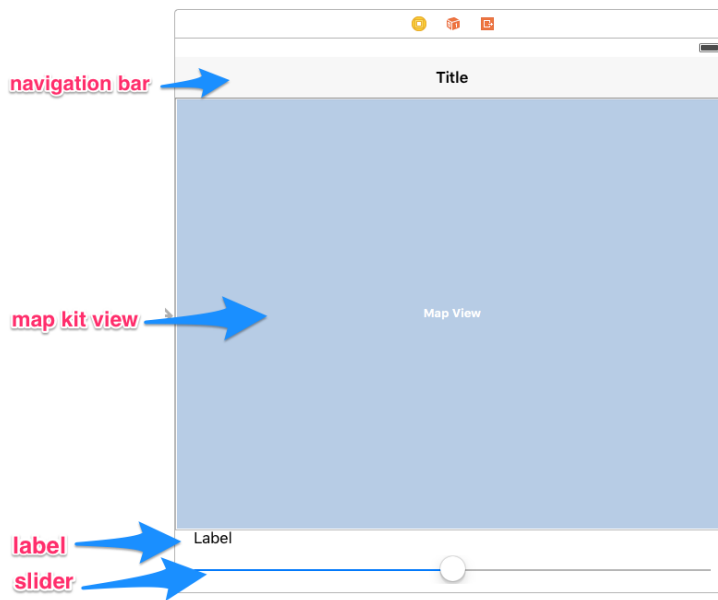 navigation bar
Title
map kit view
Map View
label
Label
slider